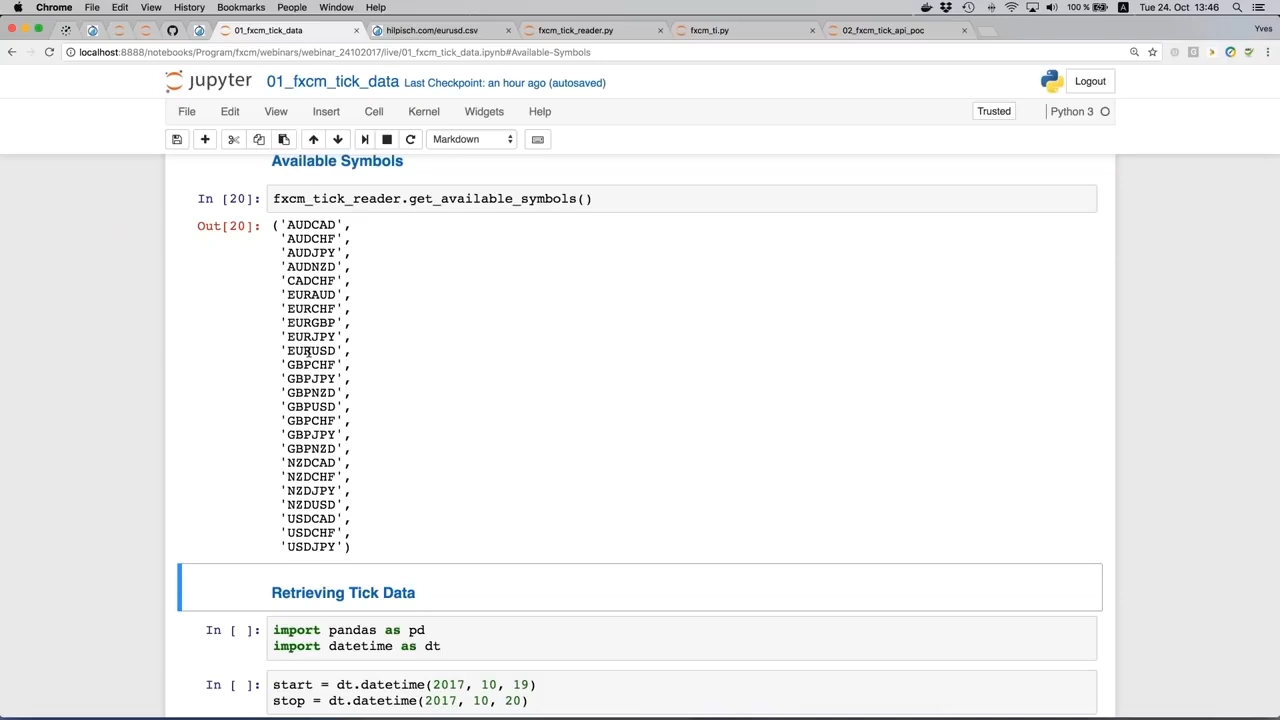 Chrome File Edit View History Bookmarks People Window Help
100 % Tue 24. Oct 13:46
01_fxcm_tick_data
hilpisch.com/eurusd.csv
fxcm_tick_reader.py
fxcm_ti.py
02_fxcm_tick_api_poc
Yves
localhost:8888/notebooks/Program/fxcm/webinars/webinar_24102017/live/01_fxcm_tick_data.ipynb#Available-Symbols
jupyter 01_fxcm_tick_data Last Checkpoint: an hour ago (autosaved)
Logout
File Edit View Insert Cell Kernel Widgets Help
Trusted
Python 3
Markdown
Available Symbols
In [20]: fxcm_tick_reader.get_available_symbols()
Out[20]: ('AUDCAD',
'AUDCHF',
'AUDJPY',
'AUDNZD',
'CADCHF',
'EURAUD',
'EURCHF',
'EURGBP',
'EURJPY',
'EURUSD',
'GBPCHF',
'GBPJPY',
'GBPNZD',
'GBPUSD',
'GBPCHF',
'GBPJPY',
'GBPNZD',
'NZDCAD',
'NZDCHF',
'NZDJPY',
'NZDUSD',
'USDCAD',
'USDCHF',
'USDJPY')
Retrieving Tick Data
In [ ]: import pandas as pd
import datetime as dt
In [ ]: start = dt.datetime(2017, 10, 19)
stop = dt.datetime(2017, 10, 20)